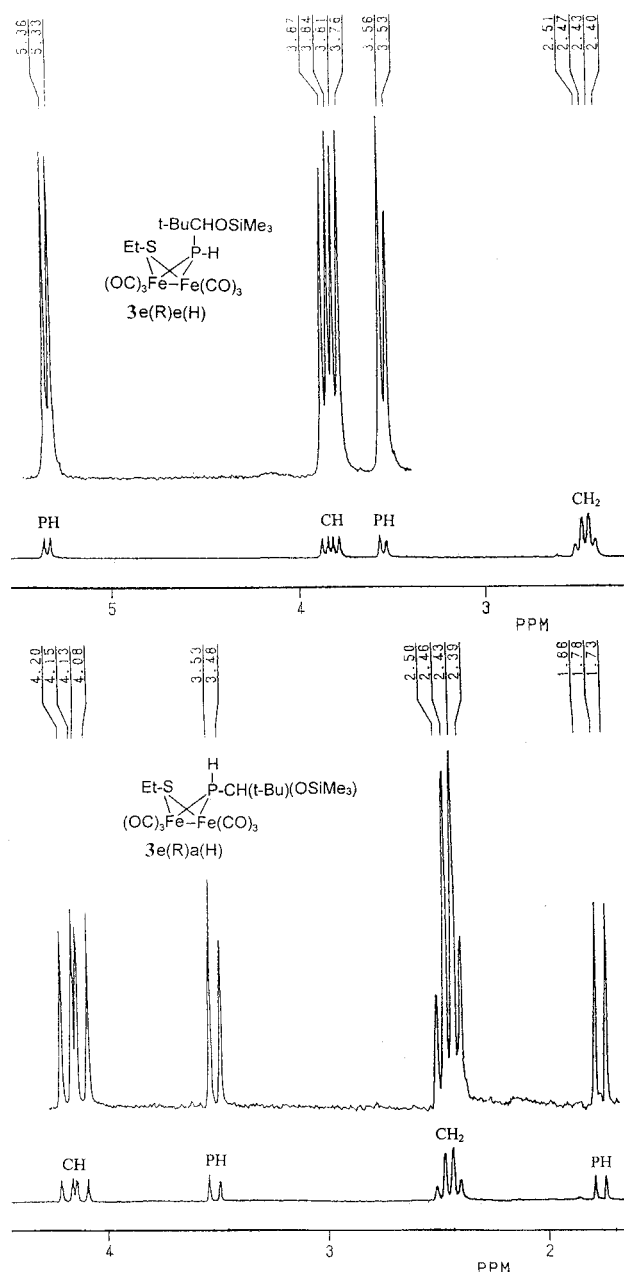 5.36
5.33
3.87
3.84
3.81
3.76
3.56
3.53
2.51
2.47
2.43
2.40
t-BuCHOSiMe₃
Et-S
P-H
(OC)₃Fe-Fe(CO)₃
3e(R)e(H)
PH
CH
PH
CH₂
5
4
3
PPM
4.20
4.15
4.13
4.08
3.53
3.48
2.50
2.46
2.43
2.39
1.86
1.78
1.73
H
Et-S
P-CH(t-Bu)(OSiMe₃)
(OC)₃Fe-Fe(CO)₃
3e(R)a(H)
CH
PH
CH₂
PH
4
3
2
PPM